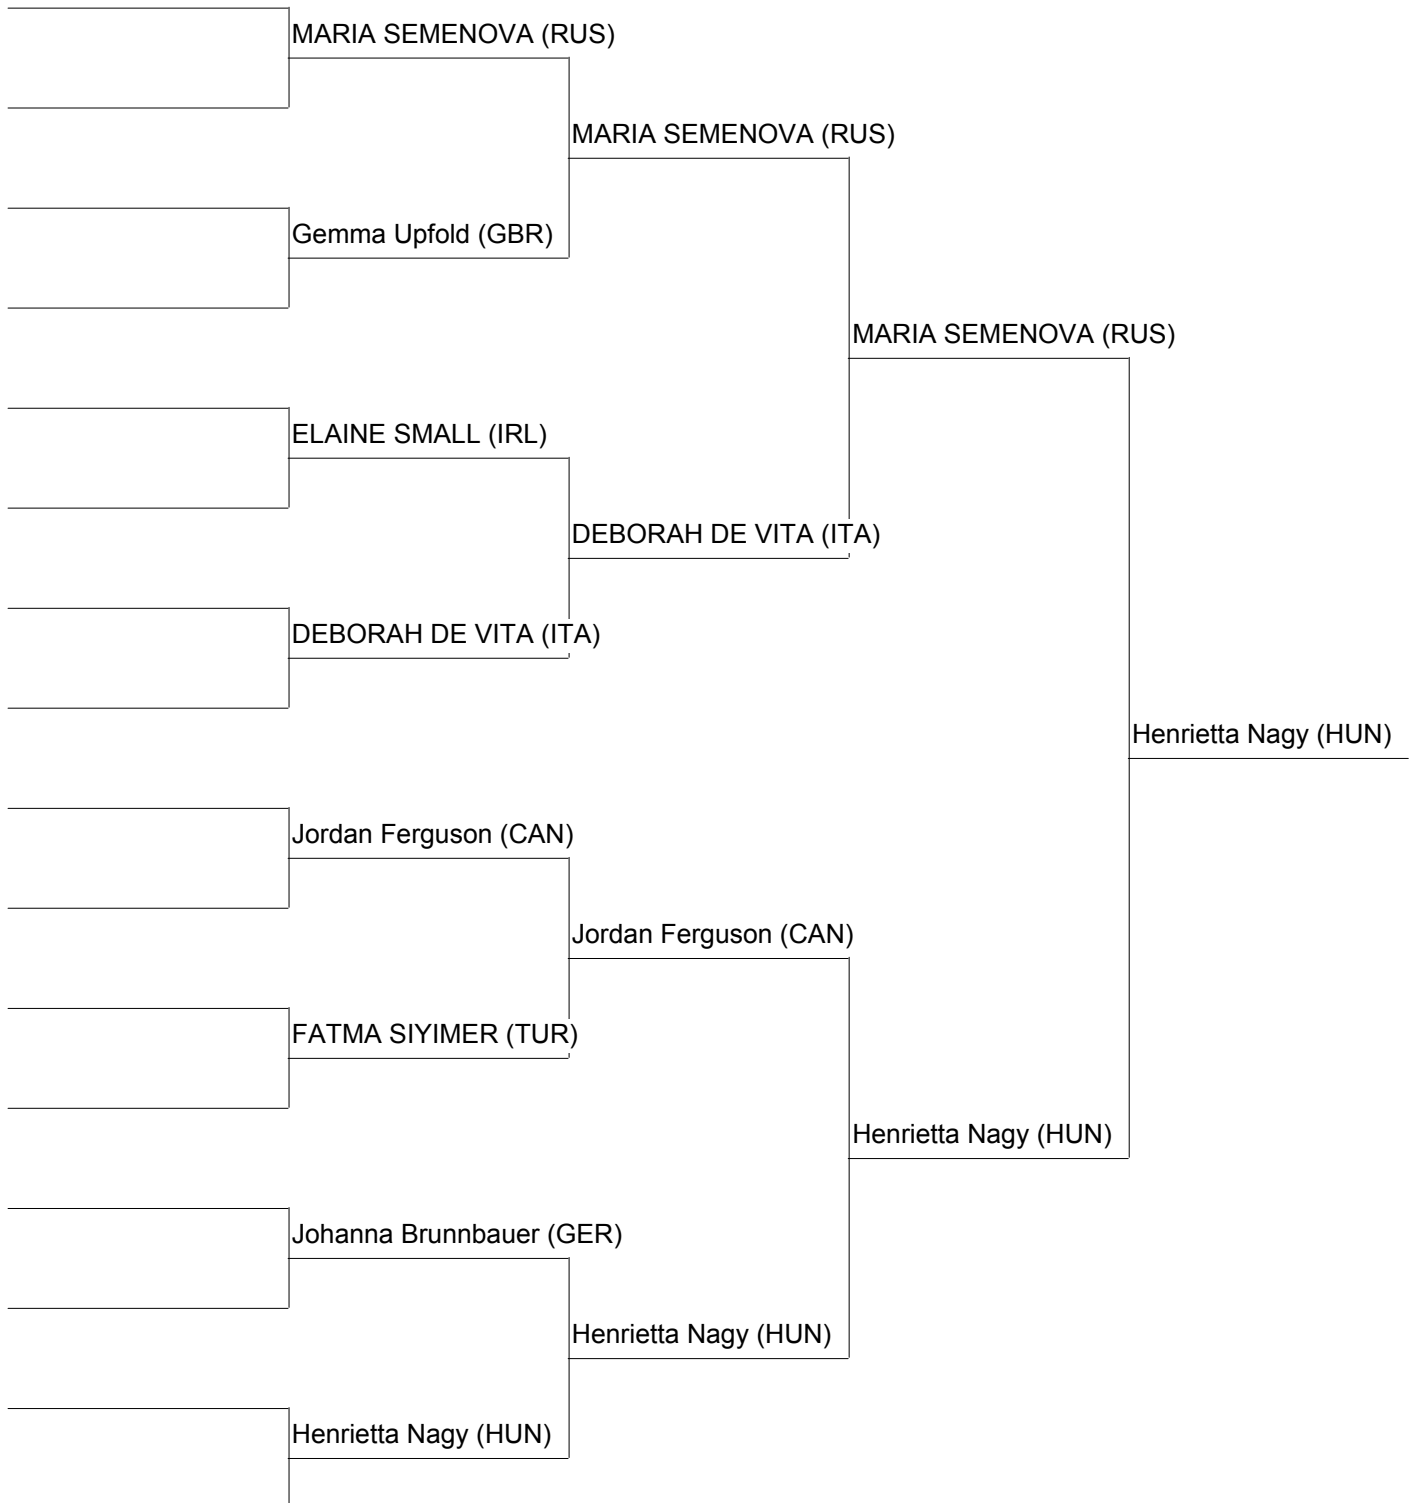 MARIA SEMENOVA (RUS)
MARIA SEMENOVA (RUS)
Gemma Upfold (GBR)
MARIA SEMENOVA (RUS)
ELAINE SMALL (IRL)
DEBORAH DE VITA (ITA)
DEBORAH DE VITA (ITA)
Henrietta Nagy (HUN)
Jordan Ferguson (CAN)
Jordan Ferguson (CAN)
FATMA SIYIMER (TUR)
Henrietta Nagy (HUN)
Johanna Brunnbauer (GER)
Henrietta Nagy (HUN)
Henrietta Nagy (HUN)